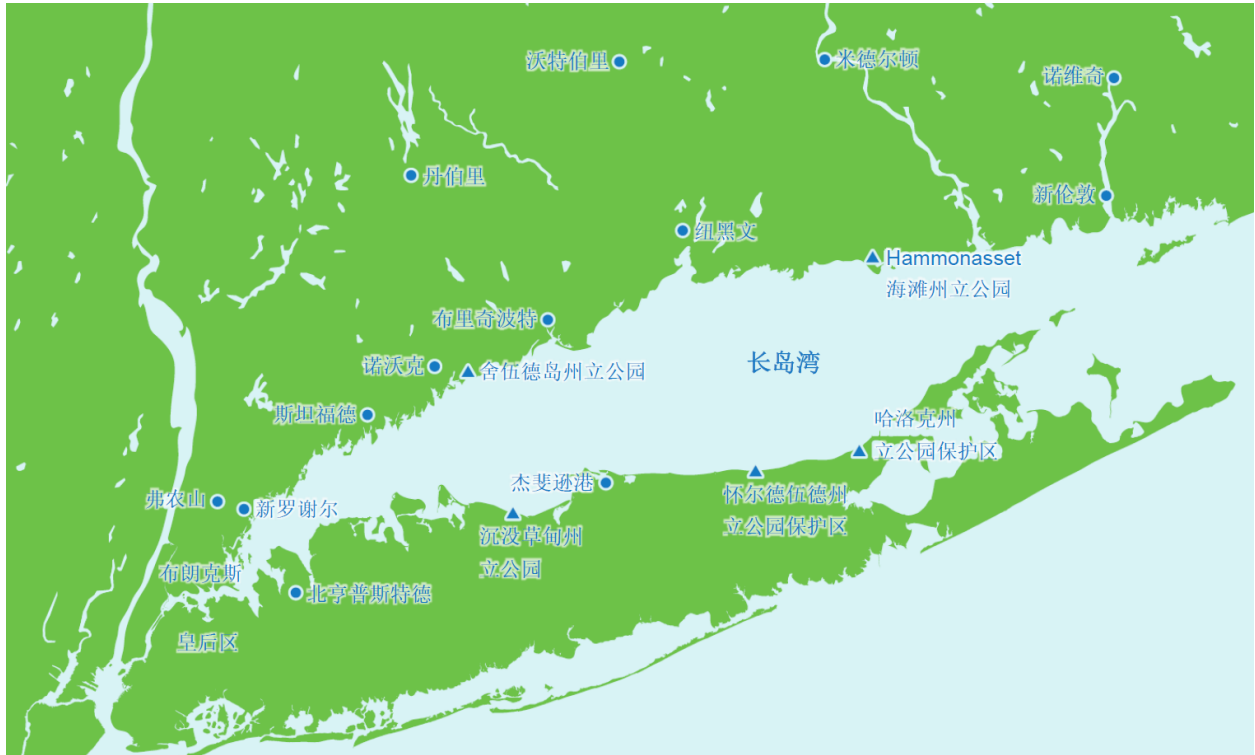 沃特伯里
米德尔顿
诺维奇
丹伯里
新伦敦
纽黑文
Hammonasset
海滩州立公园
布里奇波特
长岛湾
诺沃克
舍伍德岛州立公园
斯坦福德
哈洛克州
立公园保护区
杰斐逊港
怀尔德伍德州
立公园保护区
弗农山
新罗谢尔
沉没草甸州
立公园
布朗克斯
北亨普斯特德
皇后区